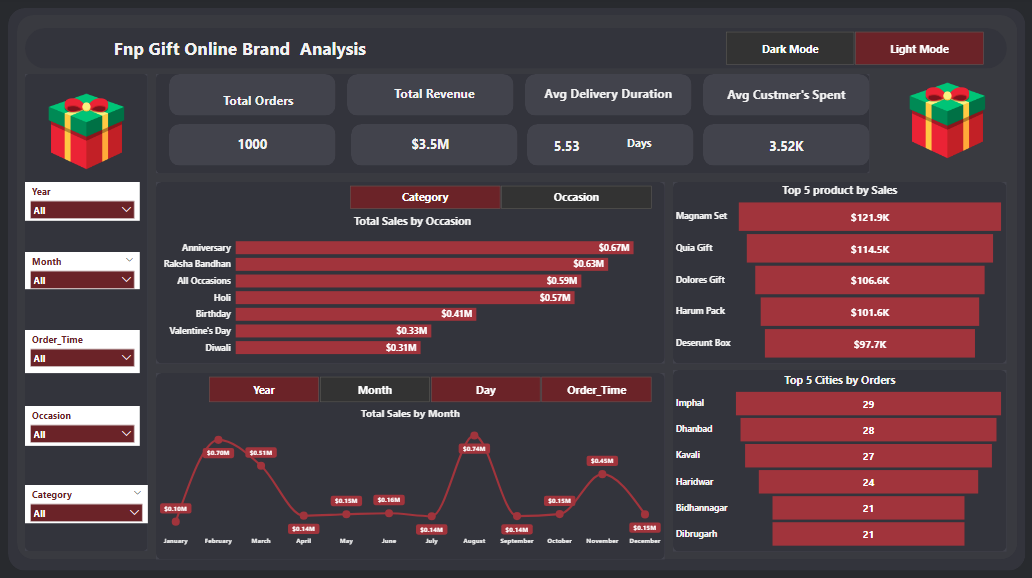 Fnp Gift Online Brand  Analysis
Dark Mode
Light Mode
Total Orders
Total Revenue
Avg Delivery Duration
Avg Custmer's Spent
1000
$3.5M
5.53
Days
3.52K
Year
All
Month
All
Order_Time
All
Occasion
All
Category
All
Category
Occasion
Total Sales by Occasion
Anniversary $0.67M
Raksha Bandhan $0.63M
All Occasions $0.59M
Holi $0.57M
Birthday $0.41M
Valentine's Day $0.33M
Diwali $0.31M
Year
Month
Day
Order_Time
Total Sales by Month
$0.10M
$0.70M
$0.51M
$0.14M
$0.15M
$0.16M
$0.14M
$0.74M
$0.14M
$0.15M
$0.45M
$0.15M
January February March April May June July August September October November December
Top 5 product by Sales
Magnam Set $121.9K
Quia Gift $114.5K
Dolores Gift $106.6K
Harum Pack $101.6K
Deserunt Box $97.7K
Top 5 Cities by Orders
Imphal 29
Dhanbad 28
Kavali 27
Haridwar 24
Bidhannagar 21
Dibrugarh 21